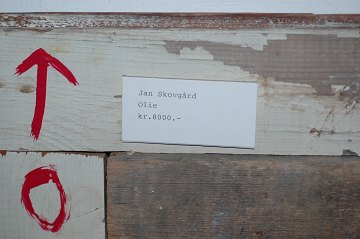 Jan Skovgård
Olie
kr.8000.-